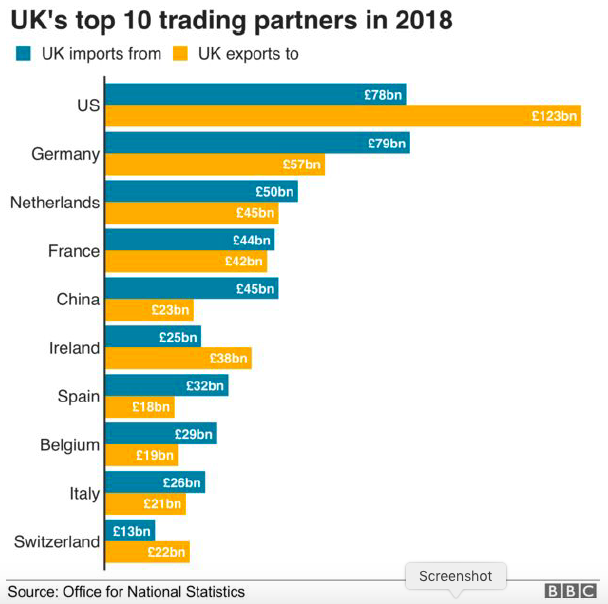 UK's top 10 trading partners in 2018
UK imports from UK exports to
US
£78bn
£123bn
Germany
£79bn
£57bn
Netherlands
£50bn
£45bn
France
£44bn
£42bn
China
£45bn
£23bn
Ireland
£25bn
£38bn
Spain
£32bn
£18bn
Belgium
£29bn
£19bn
Italy
£26bn
£21bn
Switzerland
£13bn
£22bn
Screenshot
Source: Office for National Statistics
BBC